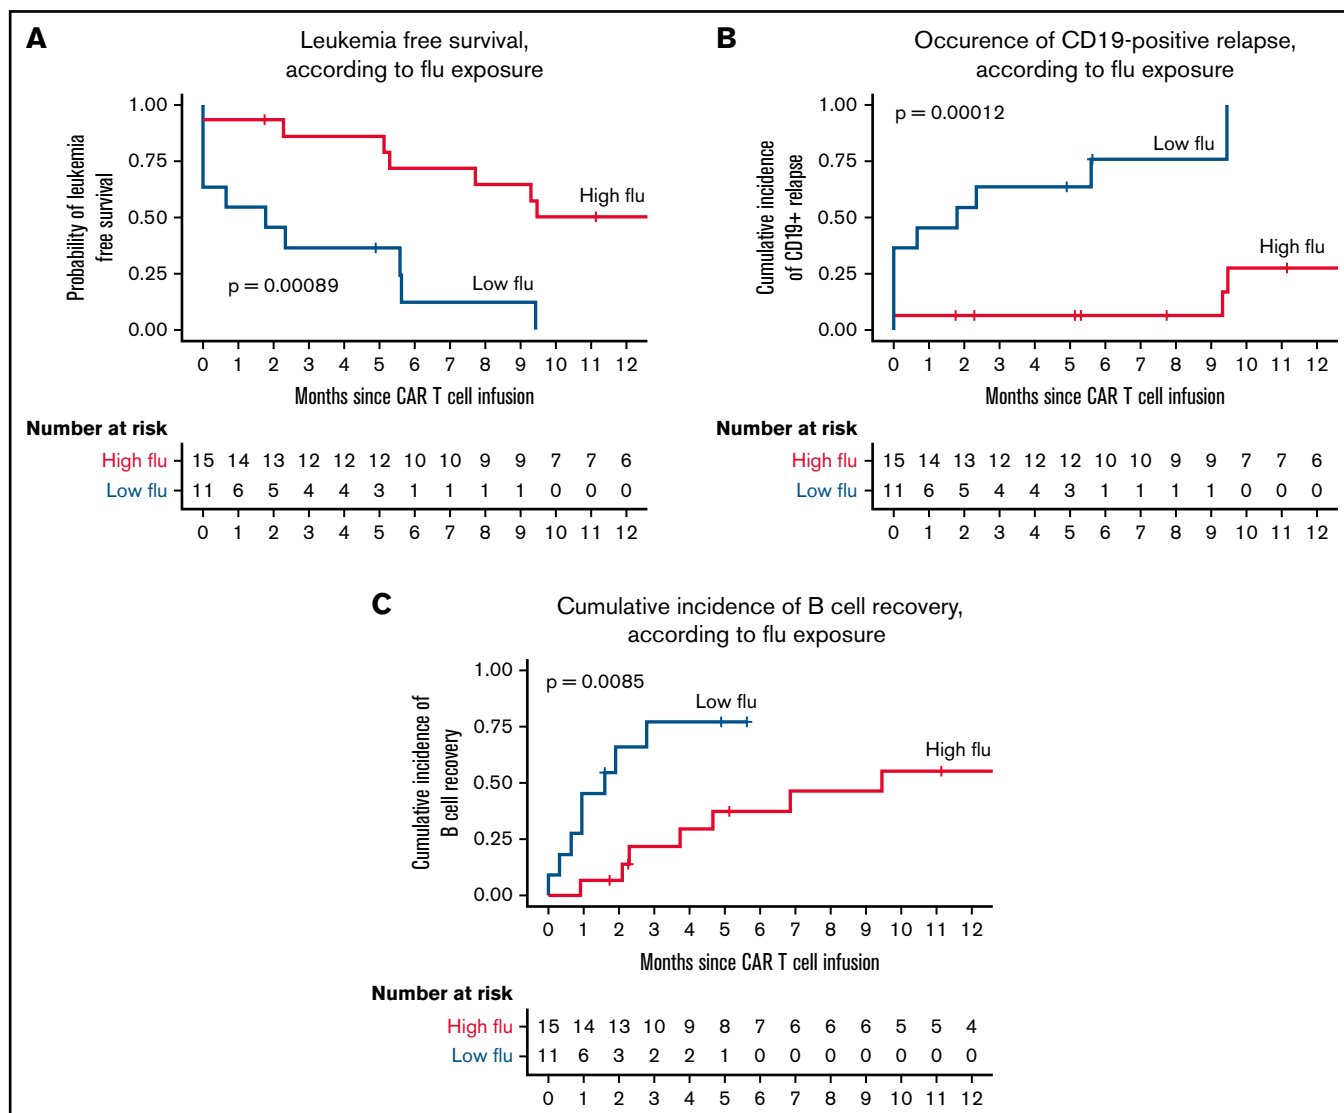 A
Leukemia free survival,
according to flu exposure
Probability of leukemia
free survival
1.00
0.75
0.50
0.25
0.00
High flu
Low flu
p = 0.00089
0 1 2 3 4 5 6 7 8 9 10 11 12
Months since CAR T cell infusion
Number at risk
High flu 15 14 13 12 12 12 10 10 9 9 7 7 6
Low flu 11 6 5 4 4 3 1 1 1 1 0 0 0
0 1 2 3 4 5 6 7 8 9 10 11 12
B
Occurence of CD19-positive relapse,
according to flu exposure
Cumulative incidence
of CD19+ relapse
1.00
0.75
0.50
0.25
0.00
p = 0.00012
Low flu
High flu
0 1 2 3 4 5 6 7 8 9 10 11 12
Months since CAR T cell infusion
Number at risk
High flu 15 14 13 12 12 12 10 10 9 9 7 7 6
Low flu 11 6 5 4 4 3 1 1 1 1 0 0 0
0 1 2 3 4 5 6 7 8 9 10 11 12
C
Cumulative incidence of B cell recovery,
according to flu exposure
Cumulative incidence of
B cell recovery
1.00
0.75
0.50
0.25
0.00
p = 0.0085
Low flu
High flu
0 1 2 3 4 5 6 7 8 9 10 11 12
Months since CAR T cell infusion
Number at risk
High flu 15 14 13 10 9 8 7 6 6 6 5 5 4
Low flu 11 6 3 2 2 1 0 0 0 0 0 0 0
0 1 2 3 4 5 6 7 8 9 10 11 12